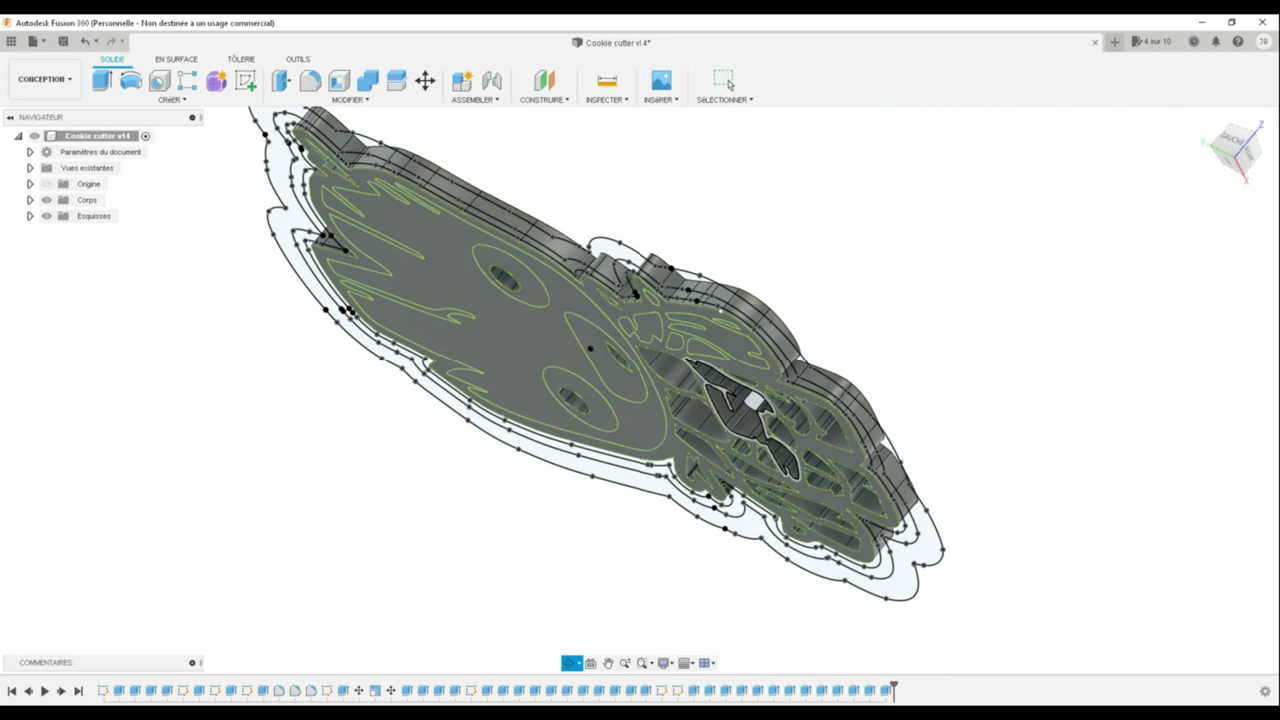 Autodesk Fusion 360 (Personnelle - Non destinée à un usage commercial)
Cookie cutter v14*
4 sur 10
SOLIDE EN SURFACE TÔLERIE OUTILS
CONCEPTION
CRÉER MODIFIER ASSEMBLER CONSTRUIRE INSPECTER INSÉRER SÉLECTIONNER
NAVIGATEUR
Cookie cutter v14
Paramètres du document
Vues existantes
Origine
Corps
Esquisses
Z
Y
X
COMMENTAIRES